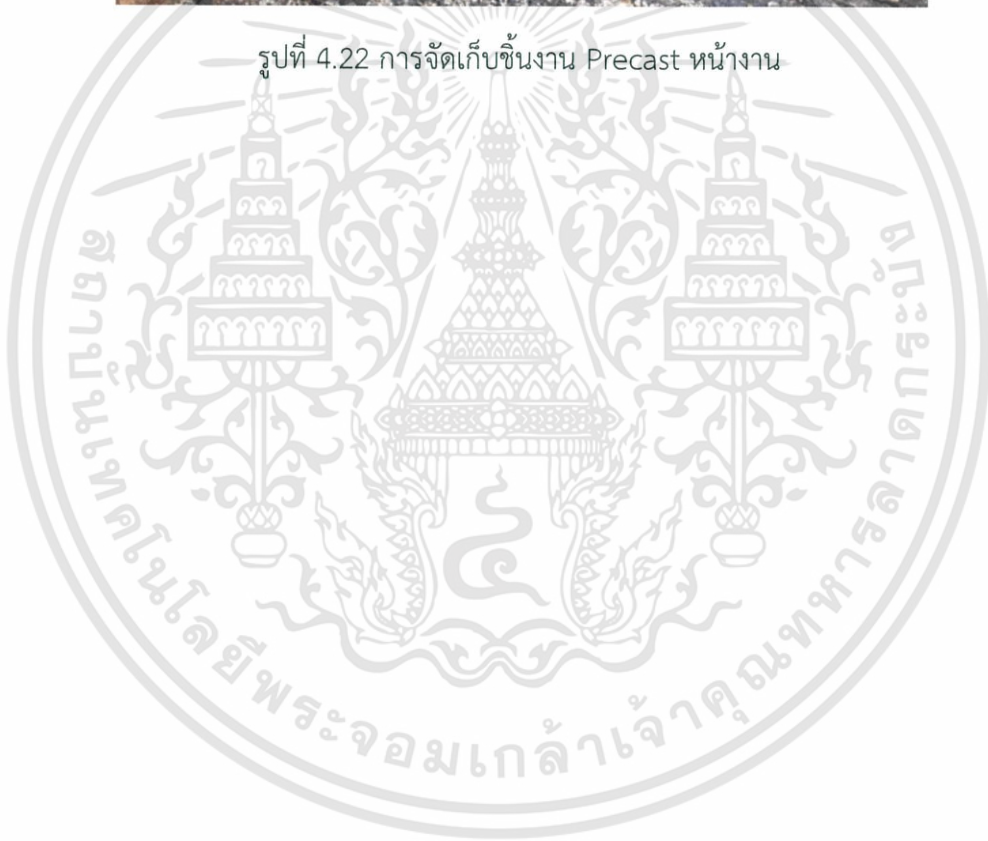 รูปที่ 4.22 การจัดเก็บชิ้นงาน Precast หน้างาน
สถาบันเทคโนโลยีพระจอมเกล้าเจ้าคุณทหารลาดกระบัง
๔